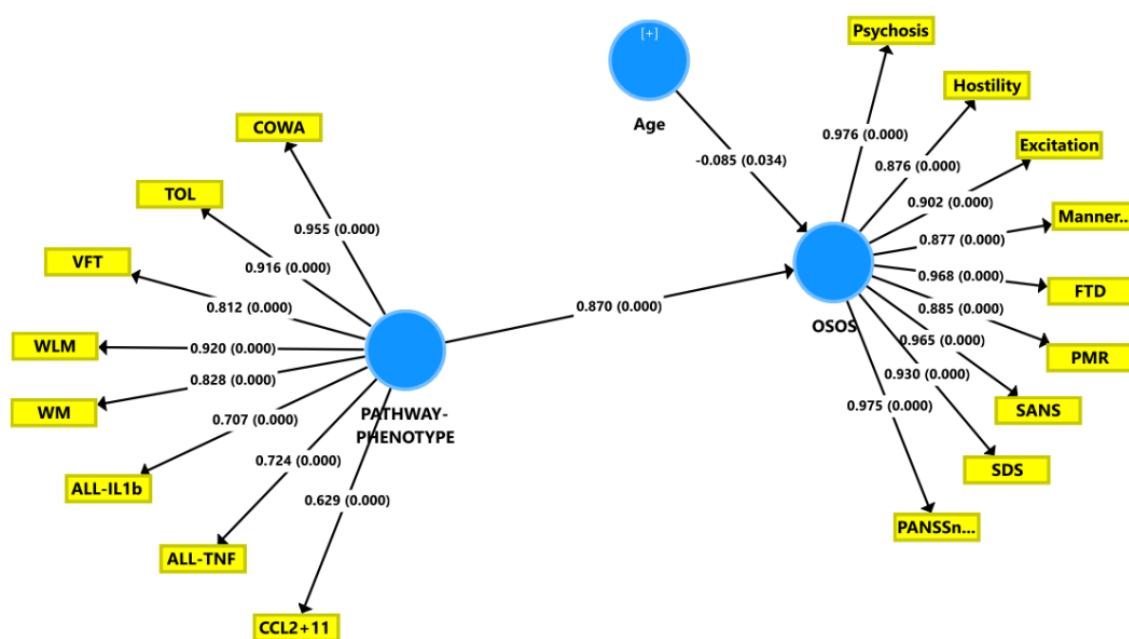 [+]
Age
Psychosis
Hostility
Excitation
Manner...
FTD
PMR
SANS
SDS
PANSSn...
OSOS
COWA
TOL
VFT
WLM
WM
ALL-IL1b
ALL-TNF
CCL2+11
PATHWAY-
PHENOTYPE
0.955 (0.000)
0.916 (0.000)
0.812 (0.000)
0.920 (0.000)
0.828 (0.000)
0.707 (0.000)
0.724 (0.000)
0.629 (0.000)
0.870 (0.000)
-0.085 (0.034)
0.976 (0.000)
0.876 (0.000)
0.902 (0.000)
0.877 (0.000)
0.968 (0.000)
0.885 (0.000)
0.965 (0.000)
0.930 (0.000)
0.975 (0.000)